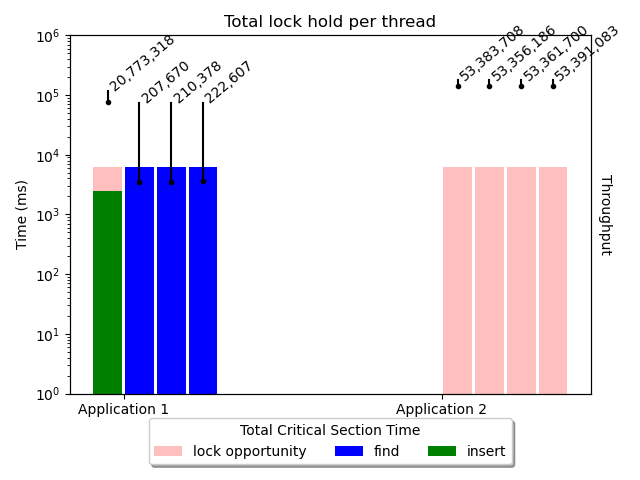 Total lock hold per thread
10^6
10^5
10^4
10^3
10^2
10^1
10^0
Time (ms)
20,773,318
207,670
210,378
222,607
53,383,708
53,356,186
53,361,700
53,391,083
Throughput
Application 1
Application 2
Total Critical Section Time
lock opportunity
find
insert